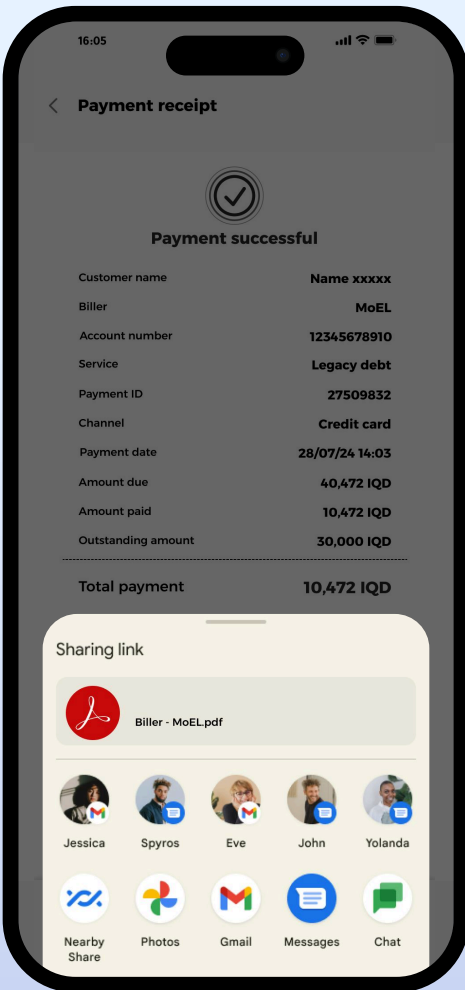 16:05
Payment receipt
Payment successful
Customer name Name xxxxx
Biller MoEL
Account number 12345678910
Service Legacy debt
Payment ID 27509832
Channel Credit card
Payment date 28/07/24 14:03
Amount due 40,472 IQD
Amount paid 10,472 IQD
Outstanding amount 30,000 IQD
Total payment 10,472 IQD
Sharing link
Biller - MoEL.pdf
Jessica Spyros Eve John Yolanda
Nearby Share Photos Gmail Messages Chat